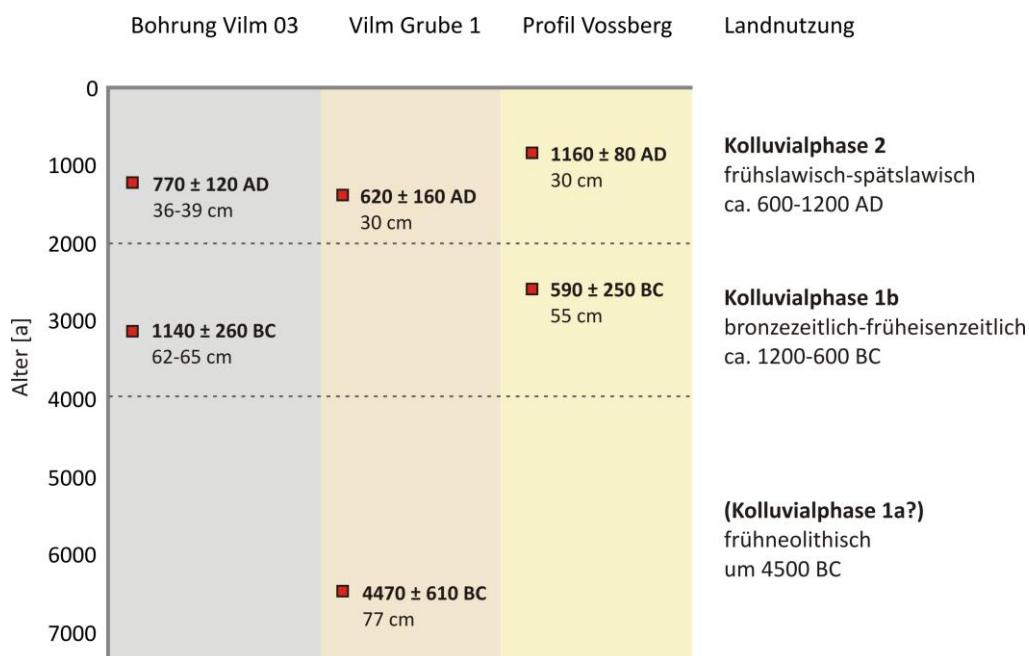 Bohrung Vilm 03
Vilm Grube 1
Profil Vossberg
Landnutzung
Alter [a]
0
1000
2000
3000
4000
5000
6000
7000
770 ± 120 AD
36-39 cm
1140 ± 260 BC
62-65 cm
620 ± 160 AD
30 cm
4470 ± 610 BC
77 cm
1160 ± 80 AD
30 cm
590 ± 250 BC
55 cm
Kolluvialphase 2
frühslawisch-spätslawisch
ca. 600-1200 AD
Kolluvialphase 1b
bronzezeitlich-früheisenzeitlich
ca. 1200-600 BC
(Kolluvialphase 1a?)
frühneolithisch
um 4500 BC